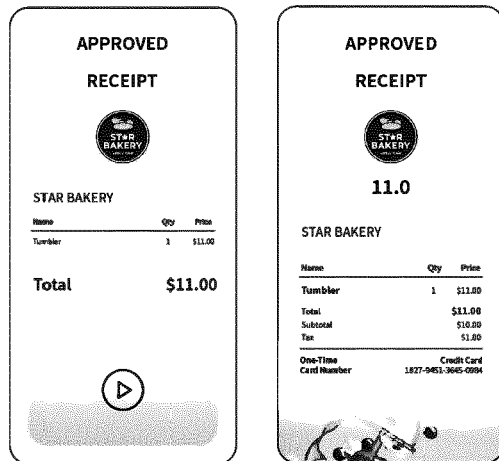 APPROVED
RECEIPT
STAR
BAKERY
STAR BAKERY
Name Qty Price
Tumbler 1 $11.00
Total $11.00
APPROVED
RECEIPT
STAR
BAKERY
11.0
STAR BAKERY
Name Qty Price
Tumbler 1 $11.00
Total $11.00
Subtotal $10.00
Tax $1.00
One-Time Credit Card
Card Number 1827-9451-3645-0984